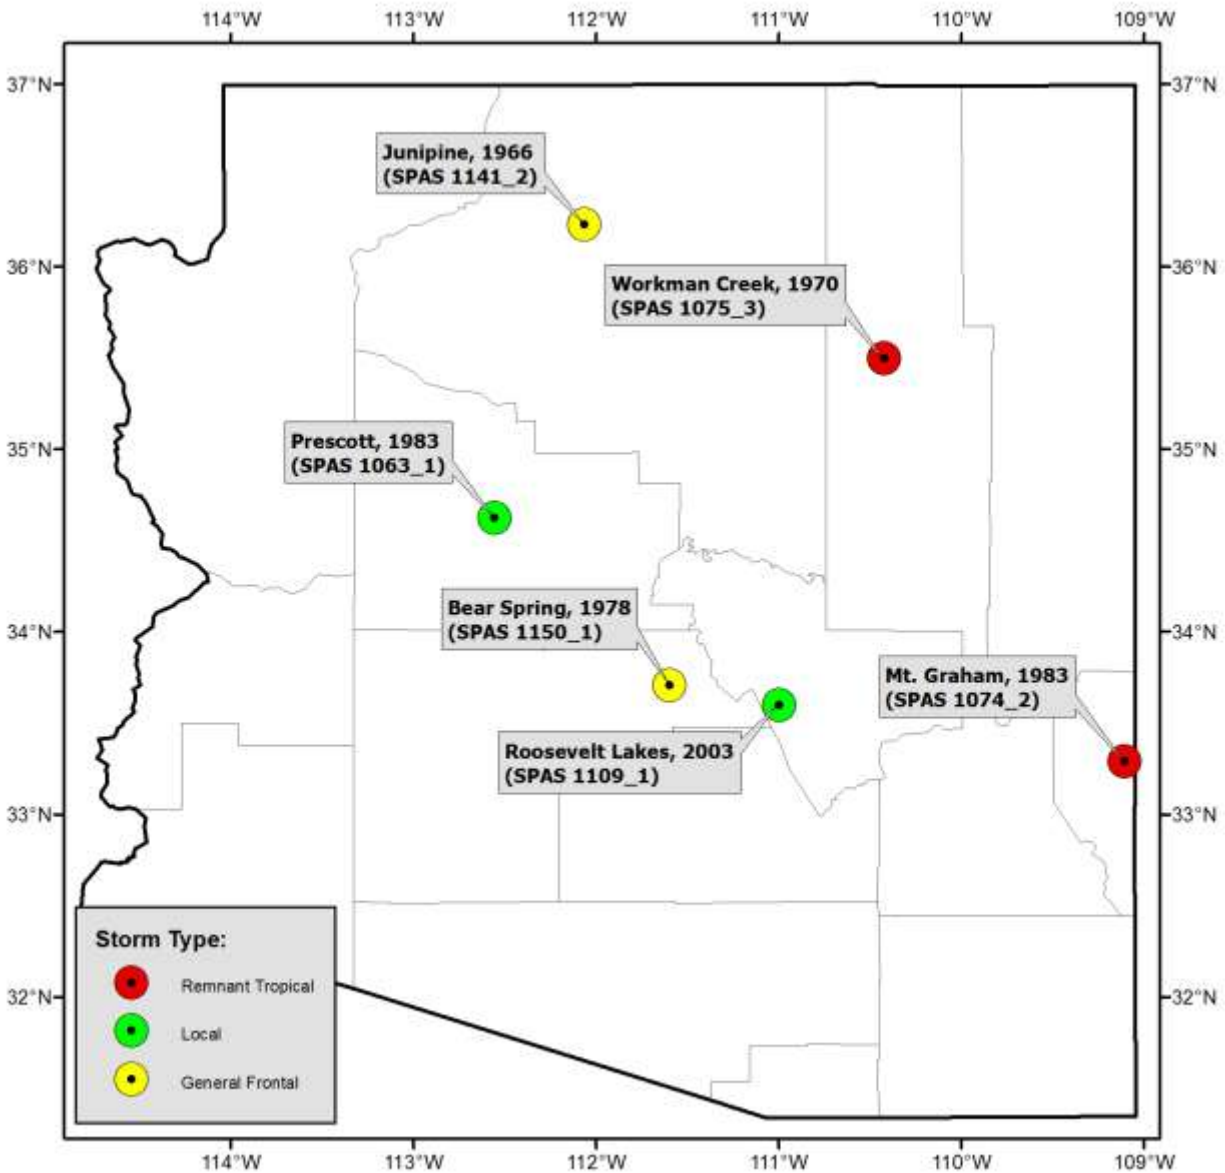 114°W 113°W 112°W 111°W 110°W 109°W
37°N 37°N
Junipine, 1966
(SPAS 1141_2)
36°N 36°N
Workman Creek, 1970
(SPAS 1075_3)
35°N 35°N
Prescott, 1983
(SPAS 1063_1)
Bear Spring, 1978
(SPAS 1150_1)
34°N 34°N
Mt. Graham, 1983
(SPAS 1074_2)
Roosevelt Lakes, 2003
(SPAS 1109_1)
33°N 33°N
Storm Type:
Remnant Tropical
Local
General Frontal
32°N 32°N
114°W 113°W 112°W 111°W 110°W 109°W